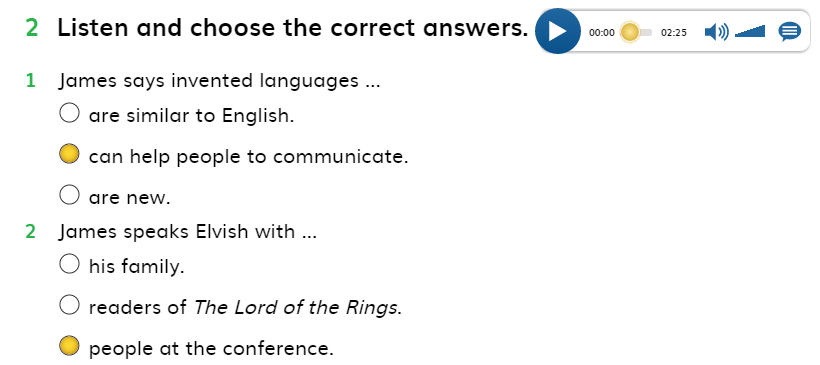 2 Listen and choose the correct answers. 00:00 02:25
1 James says invented languages ...
are similar to English.
can help people to communicate.
are new.
2 James speaks Elvish with ...
his family.
readers of The Lord of the Rings.
people at the conference.